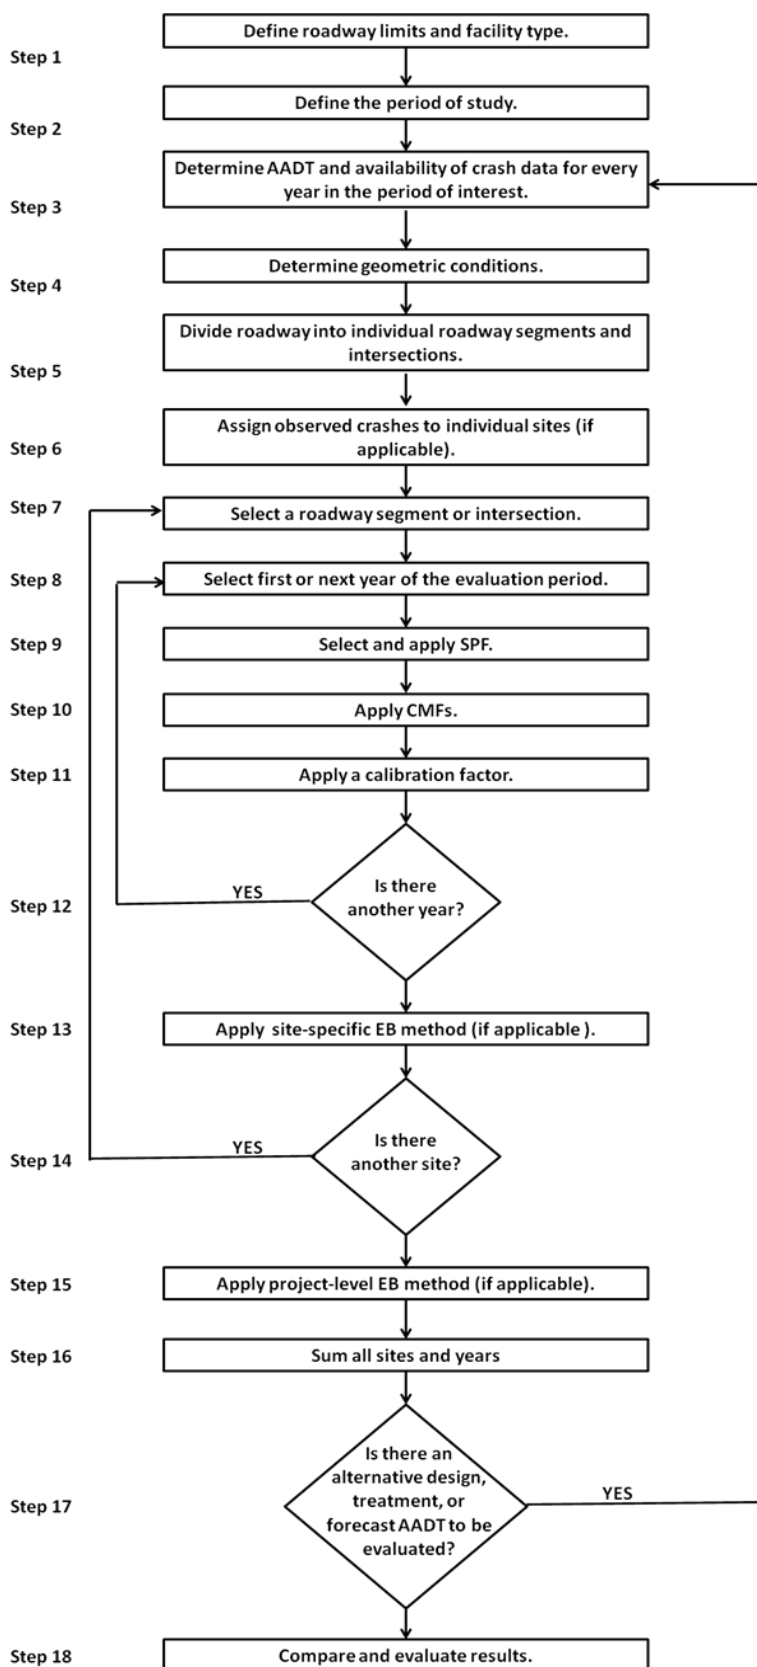 Define roadway limits and facility type.
Step 1
Define the period of study.
Step 2
Determine AADT and availability of crash data for every
year in the period of interest.
Step 3
Determine geometric conditions.
Step 4
Divide roadway into individual roadway segments and
intersections.
Step 5
Assign observed crashes to individual sites (if
applicable).
Step 6
Step 7
Select a roadway segment or intersection.
Step 8
Select first or next year of the evaluation period.
Step 9
Select and apply SPF.
Step 10
Apply CMFs.
Step 11
Apply a calibration factor.
Is there
another year?
YES
Step 12
Step 13
Apply site-specific EB method (if applicable ).
Is there
another site?
YES
Step 14
Step 15
Apply project-level EB method (if applicable).
Step 16
Sum all sites and years
Is there an
alternative design,
treatment, or
forecast AADT to be
evaluated?
YES
Step 17
Step 18
Compare and evaluate results.